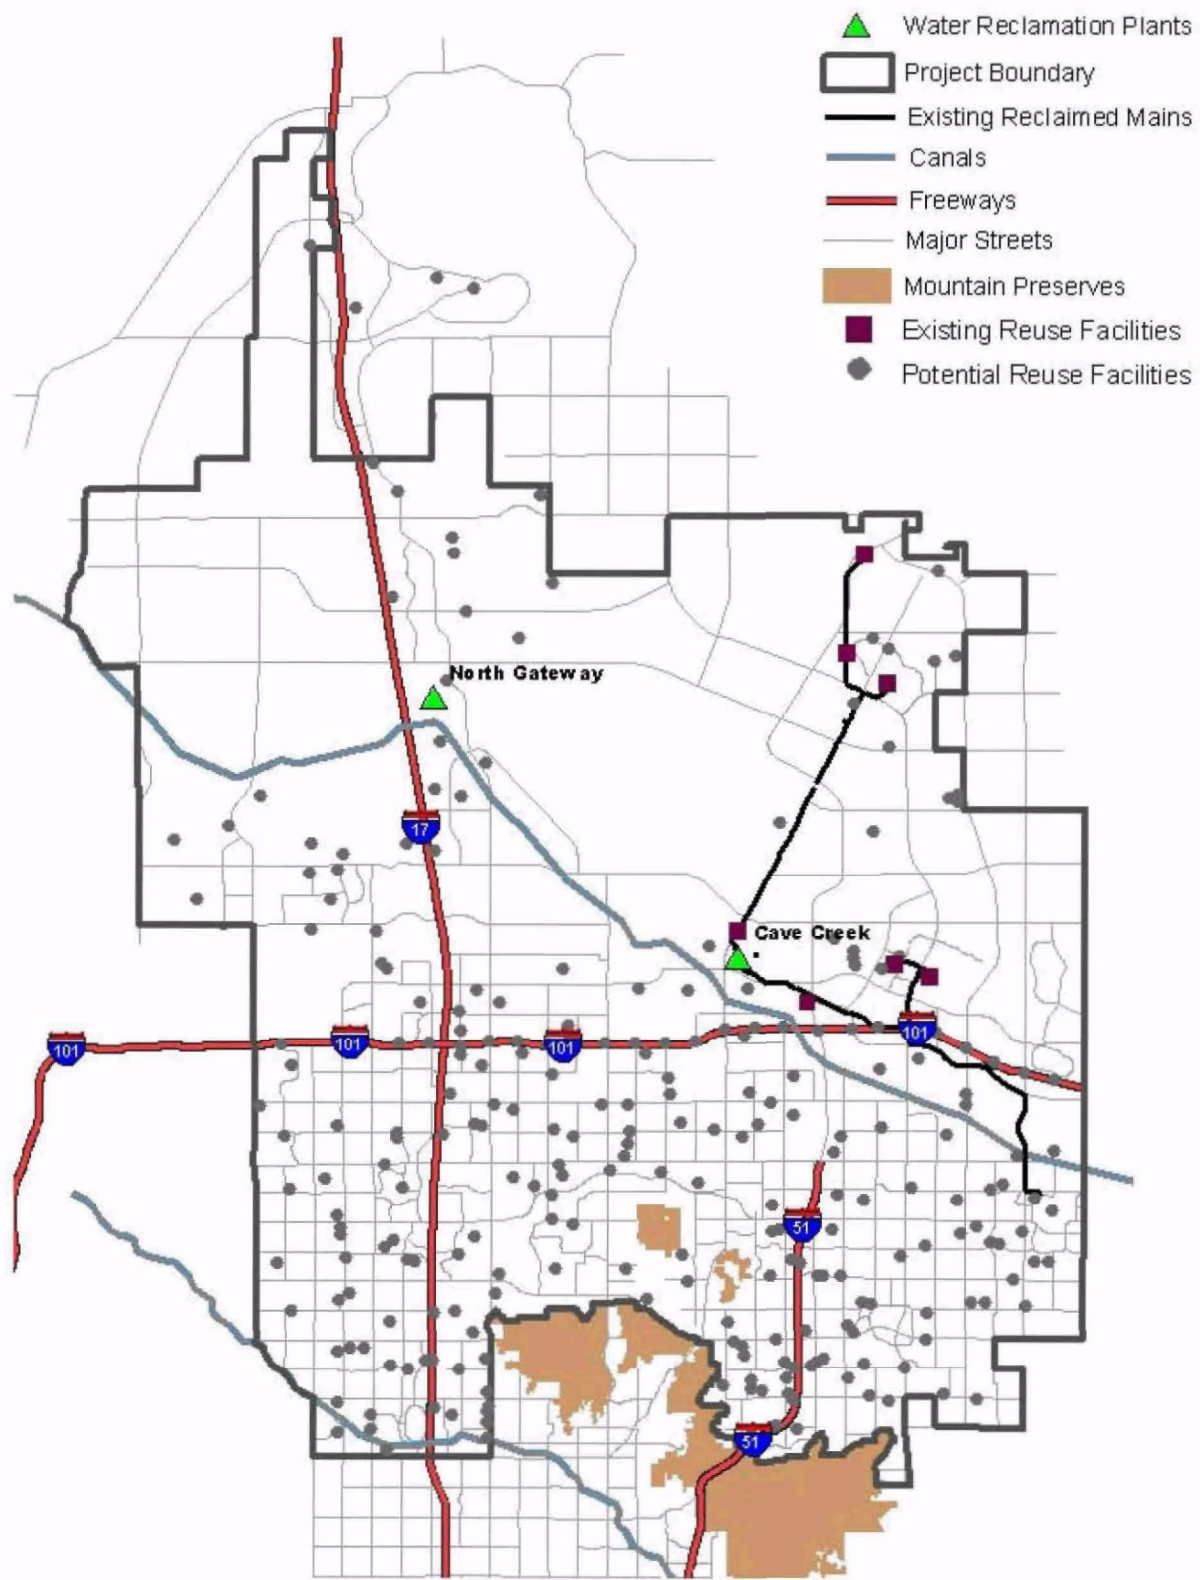 Water Reclamation Plants
Project Boundary
Existing Reclaimed Mains
Canals
Freeways
Major Streets
Mountain Preserves
Existing Reuse Facilities
Potential Reuse Facilities
North Gateway
17
Cave Creek
101
101
101
101
51
51